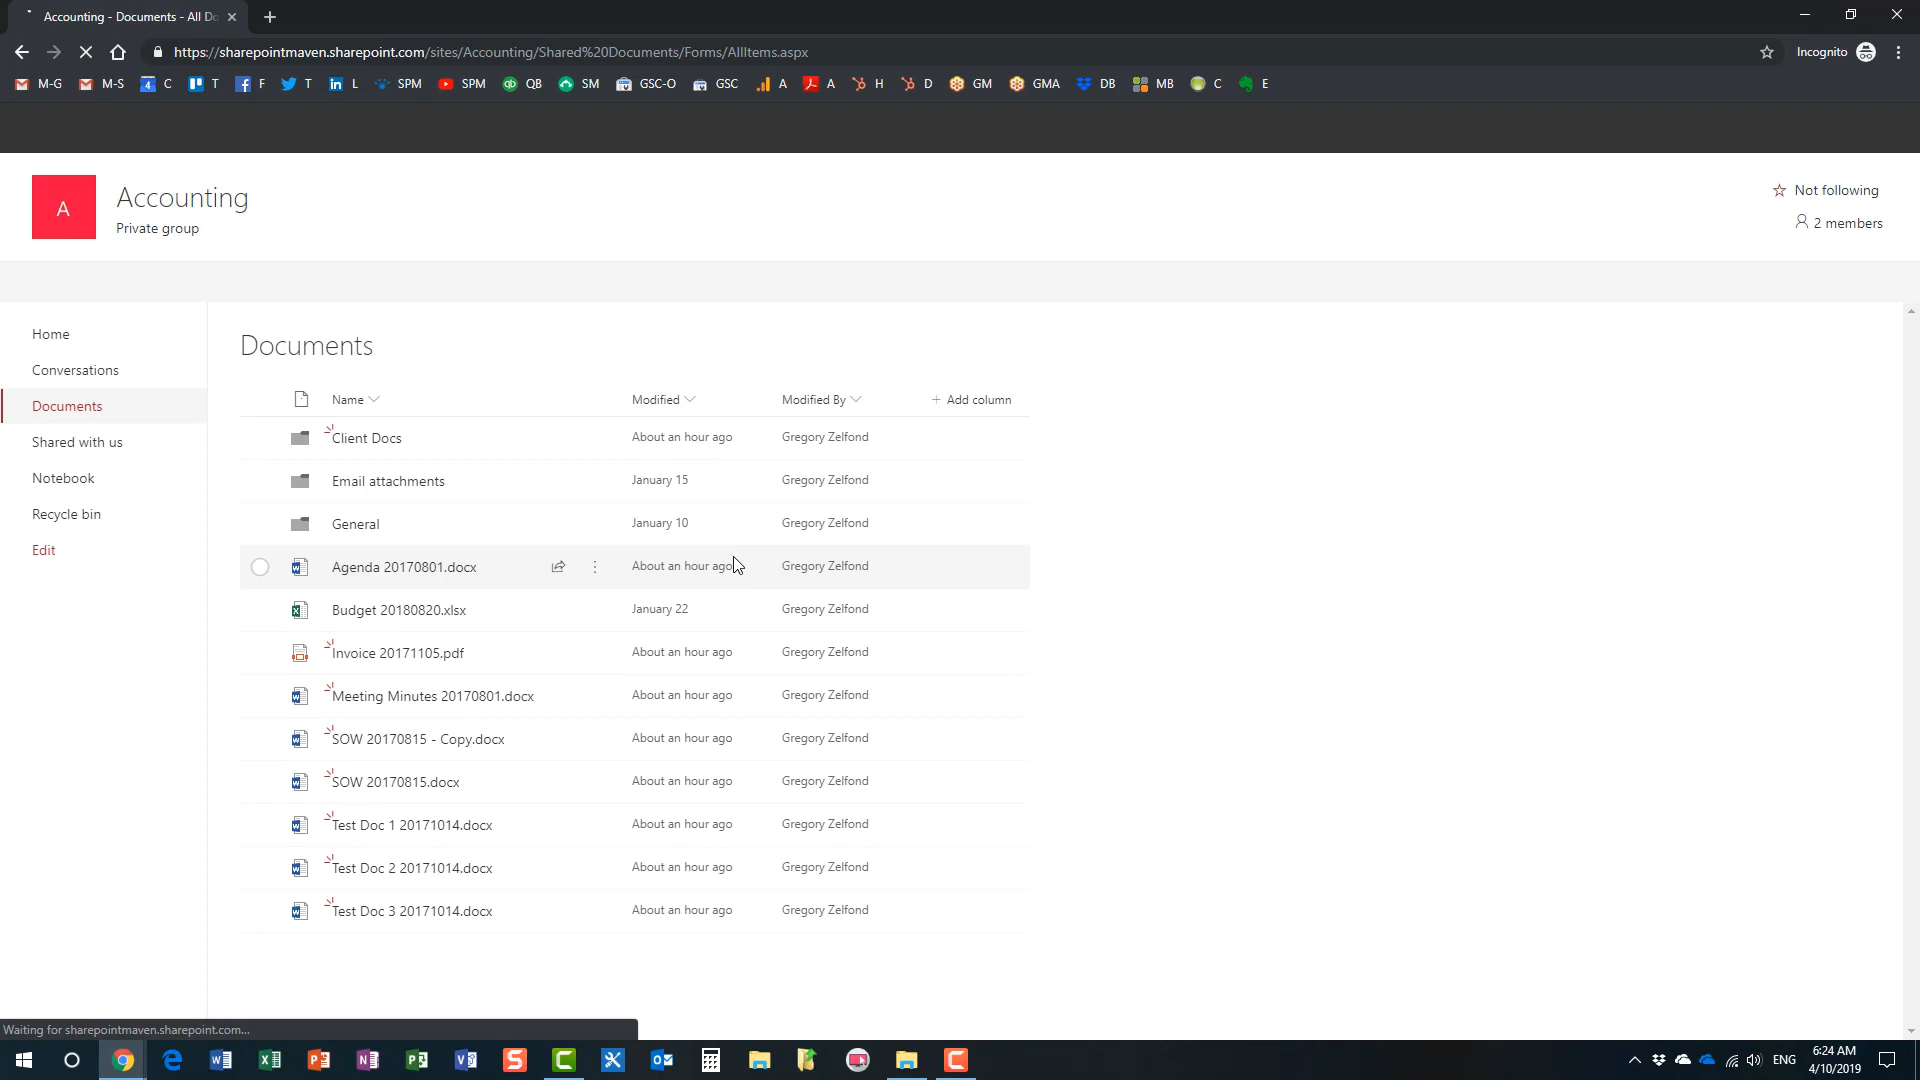 Accounting - Documents - All Do
https://sharepointmaven.sharepoint.com/sites/Accounting/Shared%20Documents/Forms/AllItems.aspx
Incognito
M-G M-S 4 C T F T L SPM SPM QB SM GSC-O GSC A A H D GM GMA DB MB C E
A
Accounting
Private group
Not following
2 members
Home
Conversations
Documents
Shared with us
Notebook
Recycle bin
Edit
Documents
Name Modified Modified By + Add column
Client Docs About an hour ago Gregory Zelfond
Email attachments January 15 Gregory Zelfond
General January 10 Gregory Zelfond
Agenda 20170801.docx About an hour ago Gregory Zelfond
Budget 20180820.xlsx January 22 Gregory Zelfond
Invoice 20171105.pdf About an hour ago Gregory Zelfond
Meeting Minutes 20170801.docx About an hour ago Gregory Zelfond
SOW 20170815 - Copy.docx About an hour ago Gregory Zelfond
SOW 20170815.docx About an hour ago Gregory Zelfond
Test Doc 1 20171014.docx About an hour ago Gregory Zelfond
Test Doc 2 20171014.docx About an hour ago Gregory Zelfond
Test Doc 3 20171014.docx About an hour ago Gregory Zelfond
Waiting for sharepointmaven.sharepoint.com...
ENG
6:24 AM
4/10/2019